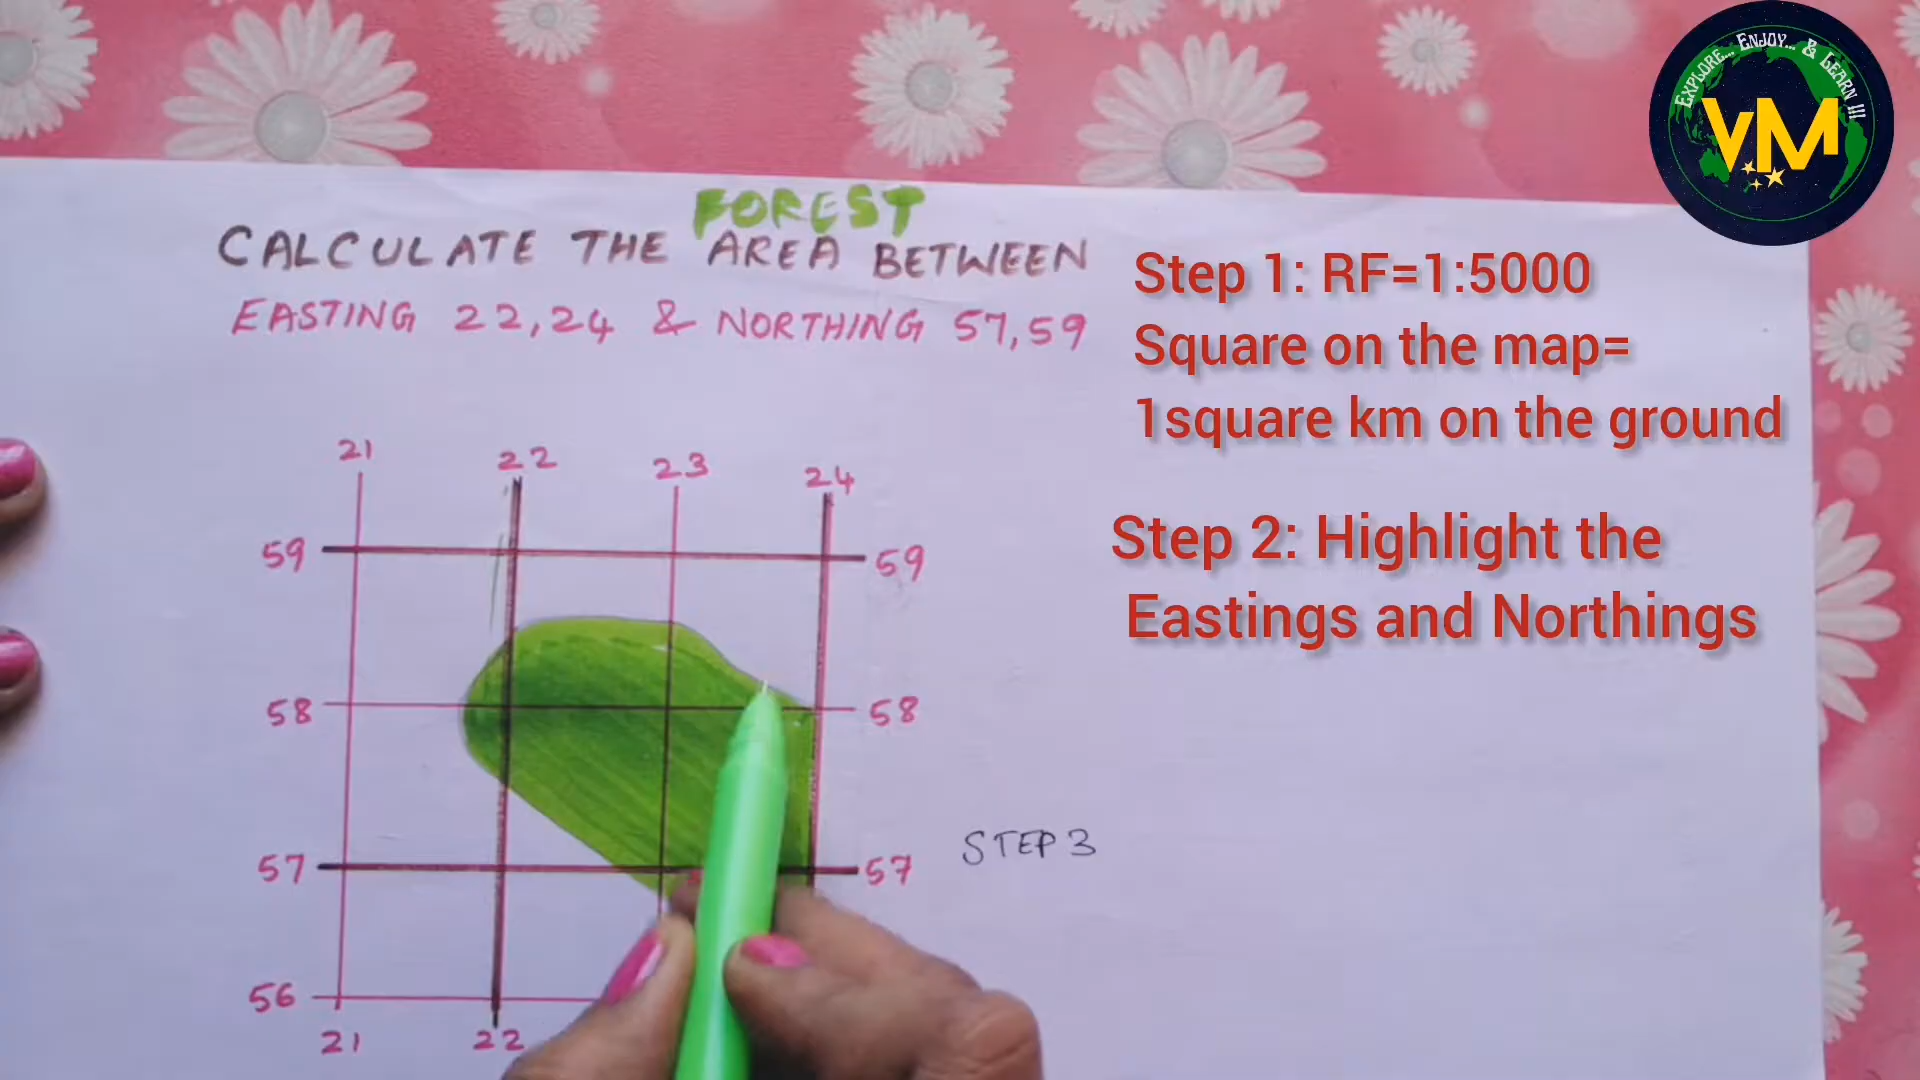 EXPLORE... ENJOY... & LEARN !!!
VM
FOREST
CALCULATE THE AREA BETWEEN
EASTING 22,24 & NORTHING 57,59
Step 1: RF=1:5000
Square on the map=
1square km on the ground
Step 2: Highlight the
Eastings and Northings
21 22 23 24
59 59
58 58
57 57
STEP 3
56
21 22